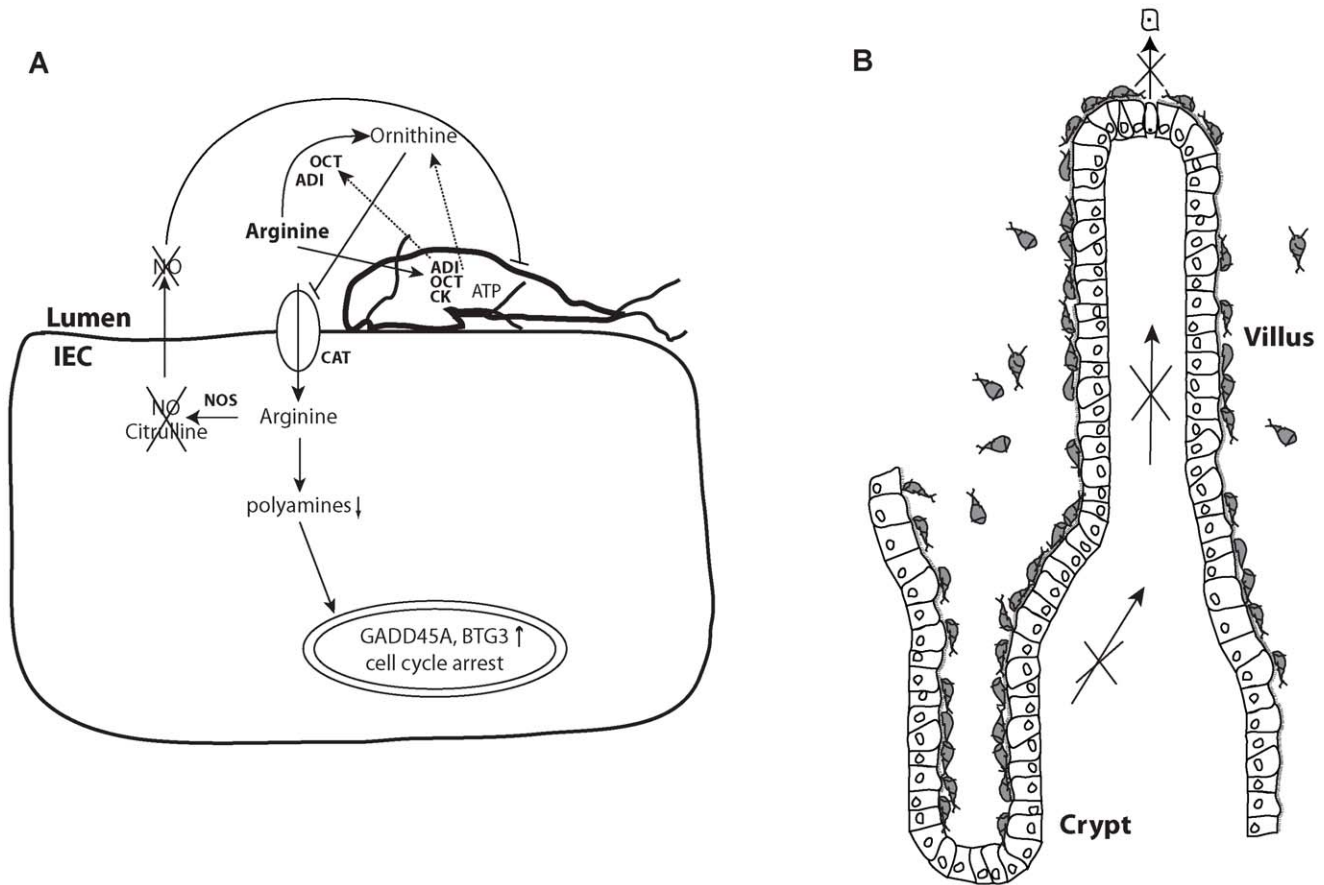 A
Ornithine
OCT
ADI
Arginine
ADI
OCT
CK
ATP
NO
Lumen
IEC
CAT
NO
Citrulline
NOS
Arginine
polyamines↓
GADD45A, BTG3↑
cell cycle arrest
B
Villus
Crypt